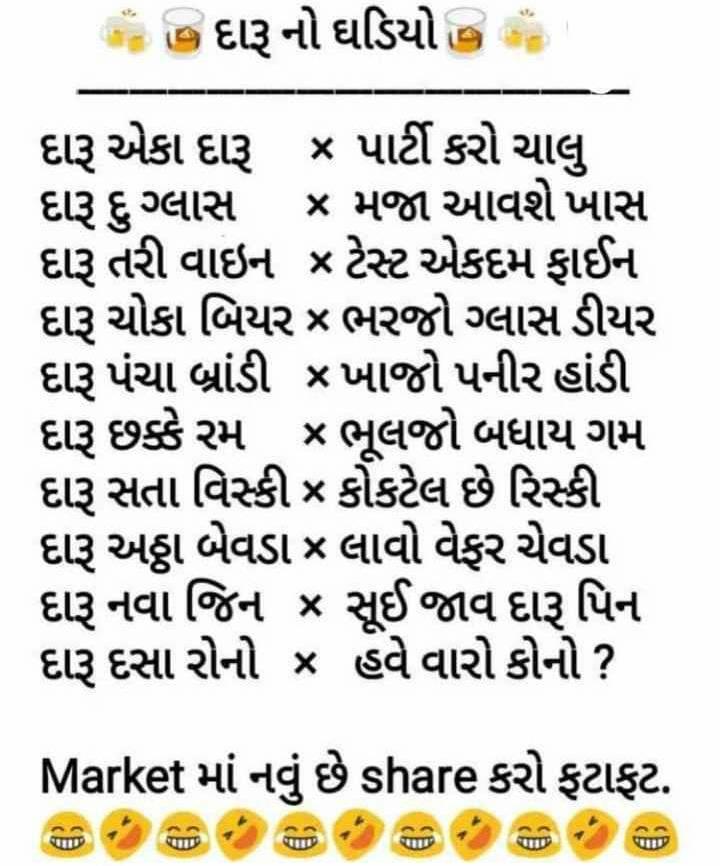 🍻🥃દારૂ નો ઘડિયો🥃🍻
દારૂ એકા દારૂ × પાર્ટી કરો ચાલુ
દારૂ દુ ગ્લાસ × મજા આવશે ખાસ
દારૂ તરી વાઇન × ટેસ્ટ એકદમ ફાઈન
દારૂ ચોકા બિયર × ભરજો ગ્લાસ ડીયર
દારૂ પંચા બ્રાંડી × ખાજો પનીર હાંડી
દારૂ છક્કે રમ × ભૂલજો બધાય ગમ
દારૂ સતા વિસ્કી × કોકટેલ છે રિસ્કી
દારૂ અઠ્ઠા બેવડા × લાવો વેફર ચેવડા
દારૂ નવા જિન × સૂઈ જાવ દારૂ પિન
દારૂ દસા રોનો × હવે વારો કોનો ?
Market માં નવું છે share કરો ફટાફટ.
😂🤣😂🤣😂🤣😂🤣😂🤣😂